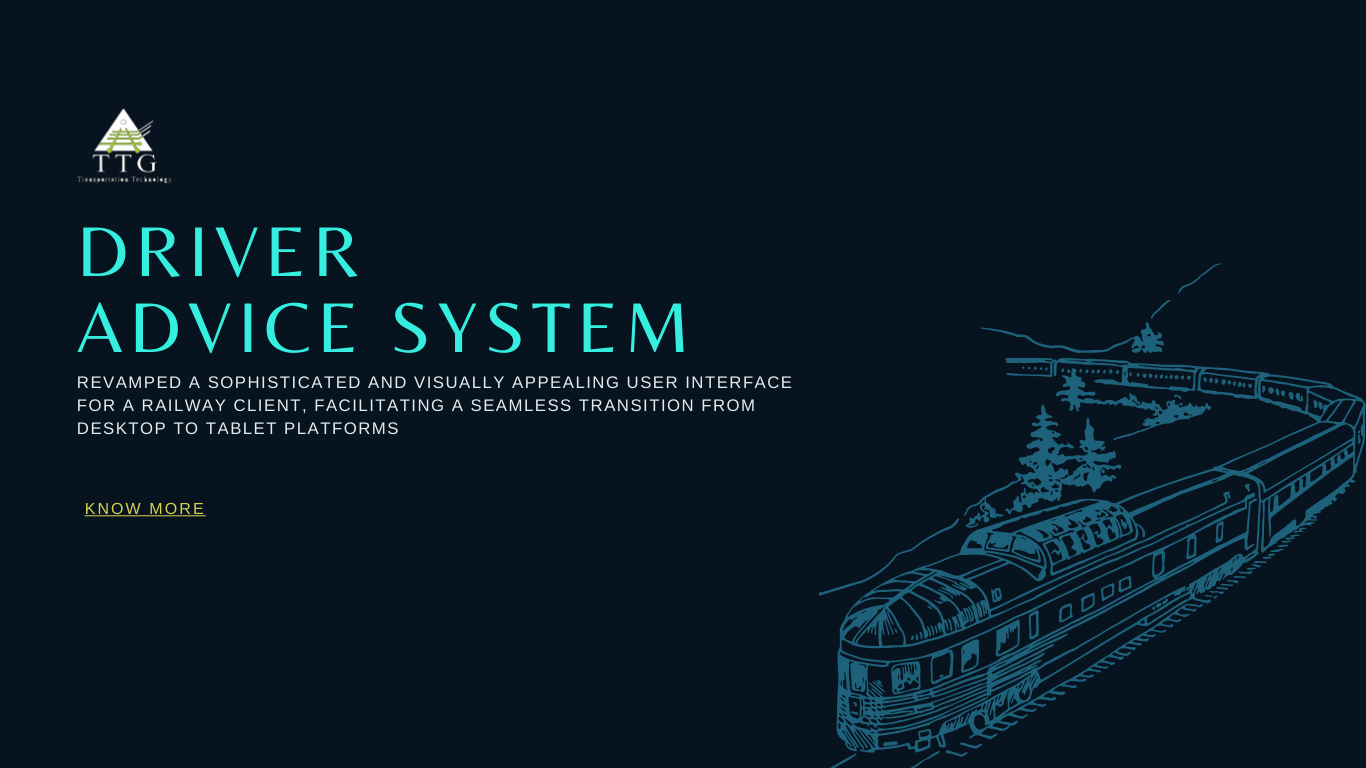 TTG
Transportation Technology
DRIVER
ADVICE SYSTEM
REVAMPED A SOPHISTICATED AND VISUALLY APPEALING USER INTERFACE
FOR A RAILWAY CLIENT, FACILITATING A SEAMLESS TRANSITION FROM
DESKTOP TO TABLET PLATFORMS
KNOW MORE